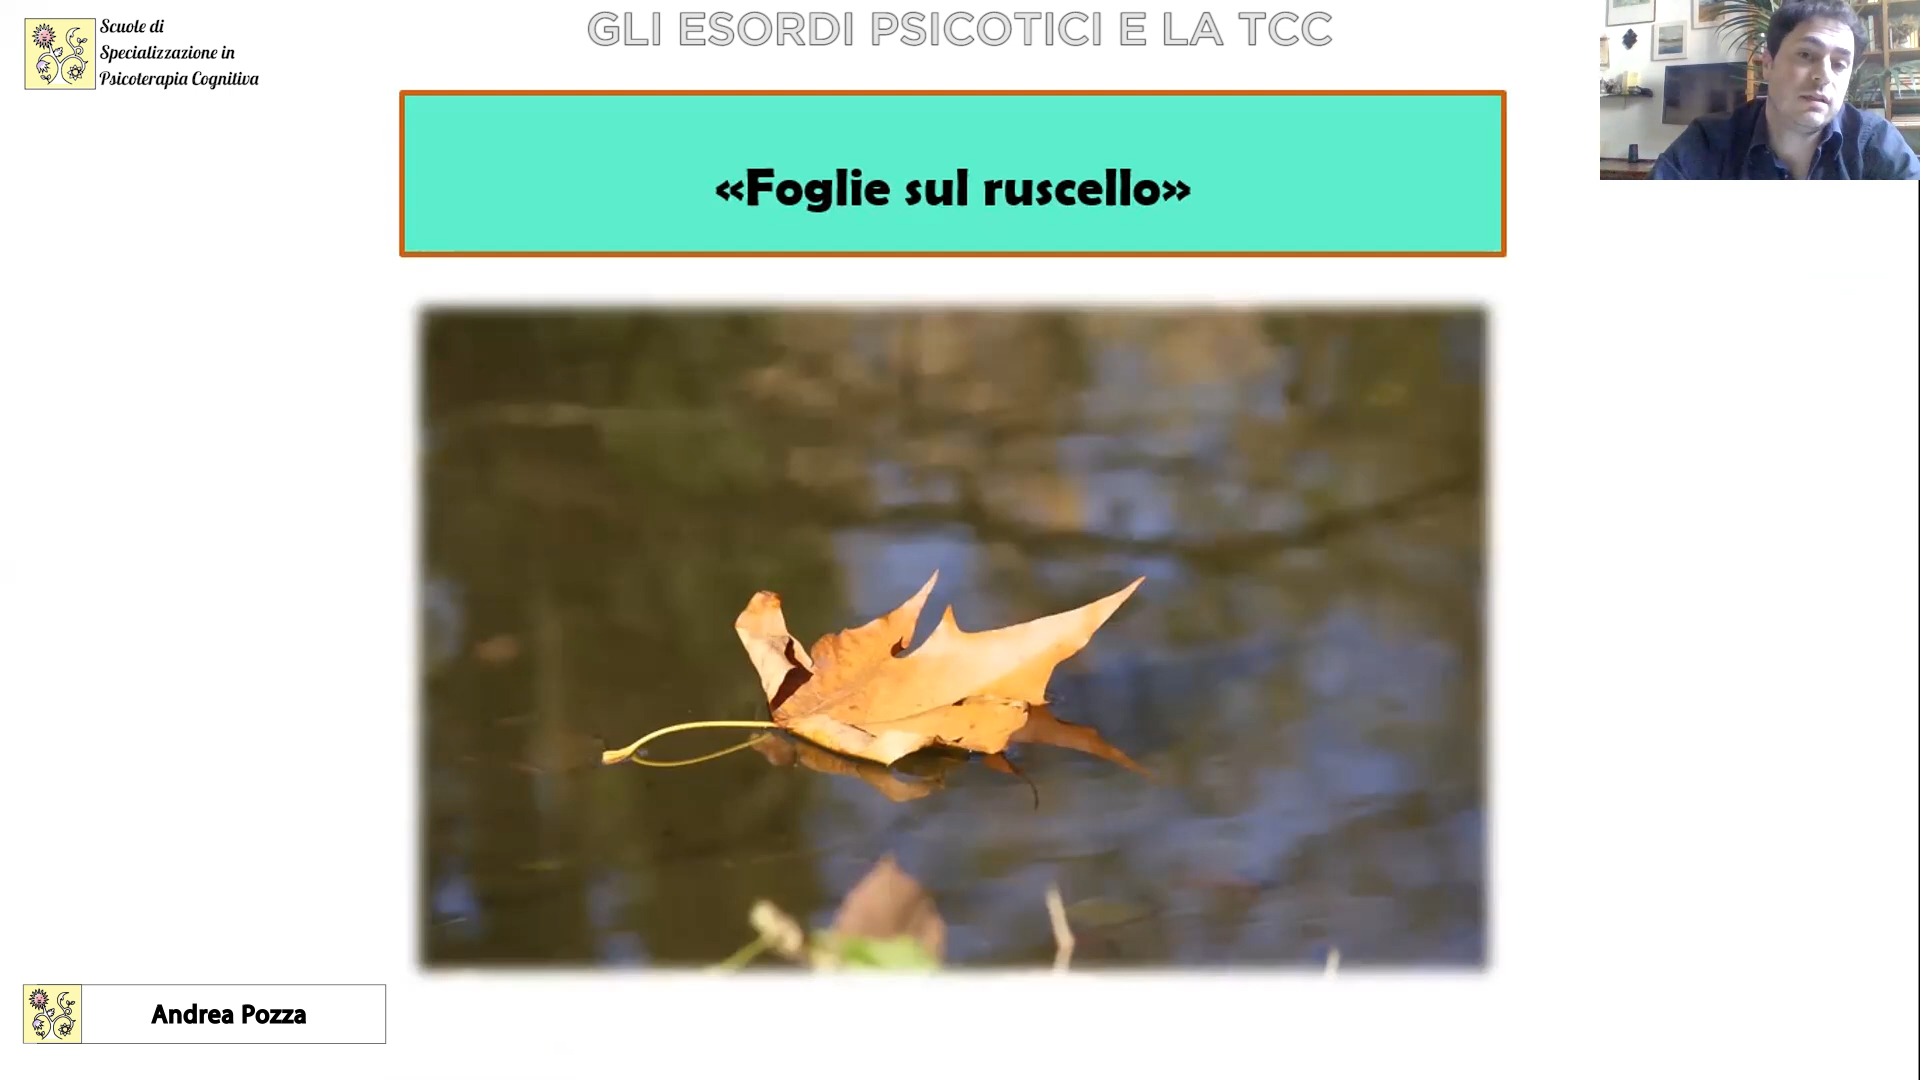 Scuole di
Specializzazione in
Psicoterapia Cognitiva
GLI ESORDI PSICOTICI E LA TCC
«Foglie sul ruscello»
Andrea Pozza